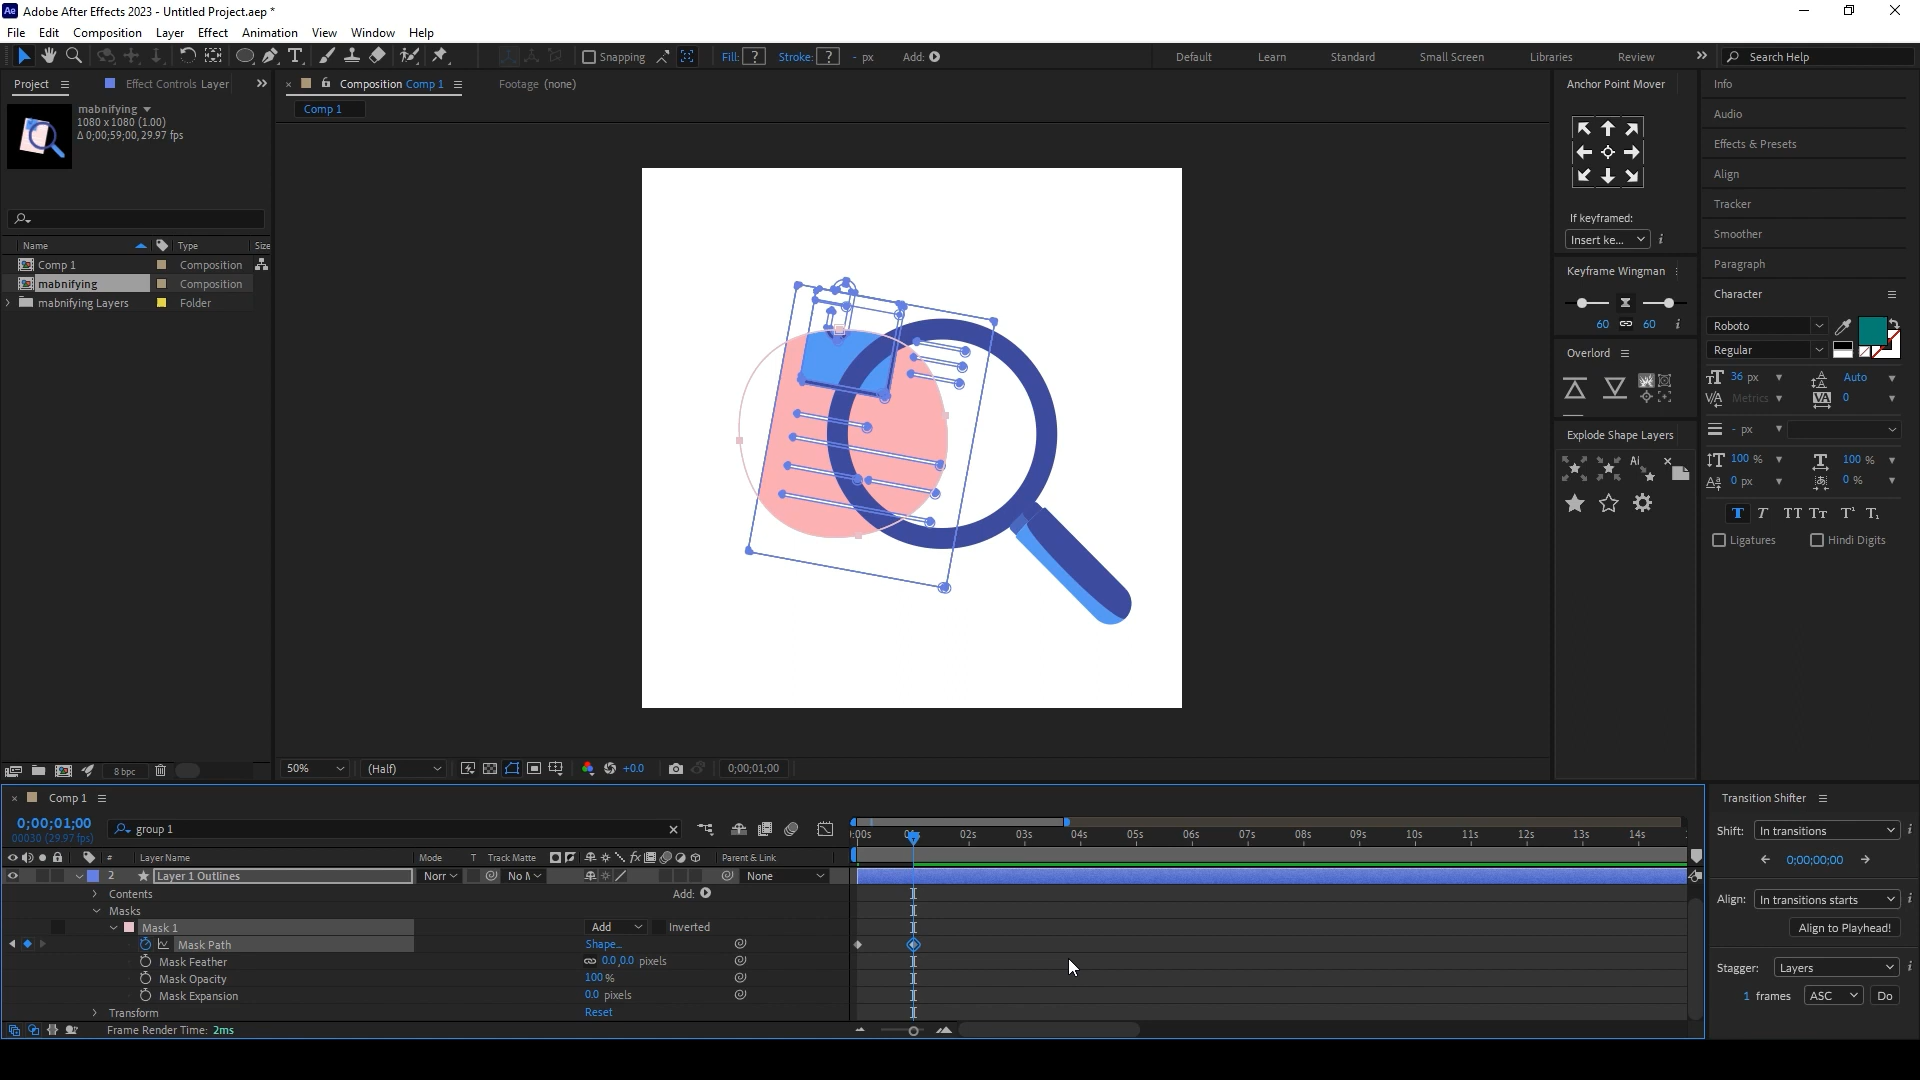 Adobe After Effects 2023 - Untitled Project.aep *
File Edit Composition Layer Effect Animation View Window Help
Snapping Fill: ? Stroke: ? - px Add: Default Learn Standard Small Screen Libraries Review Search Help
Project Effect Controls Layer
Composition Comp 1 Footage (none)
Comp 1
mabnifying
1080 x 1080 (1.00)
Δ 0;00;59;00, 29.97 fps
Name Type Size
Comp 1 Composition
mabnifying Composition
mabnifying Layers Folder
8 bpc
50% (Half) +0.0 0;00;01;00
Anchor Point Mover
If keyframed:
Insert ke...
Keyframe Wingman
60 60
Overlord
Explode Shape Layers
Ai
Info
Audio
Effects & Presets
Align
Tracker
Smoother
Paragraph
Character
Roboto
Regular
36 px Auto
Metrics 0
- px
100 % 100 %
0 px 0 %
T T TT Tt T¹ T₁
Ligatures Hindi Digits
Comp 1
0;00;01;00
00030 (29.97 fps)
group 1
:00s 02s 03s 04s 05s 06s 07s 08s 09s 10s 11s 12s 13s 14s
# Layer Name Mode T Track Matte Parent & Link
2 Layer 1 Outlines Norr No M None
Contents Add:
Masks
Mask 1 Add Inverted
Mask Path Shape...
Mask Feather 0.0,0.0 pixels
Mask Opacity 100 %
Mask Expansion 0.0 pixels
Transform Reset
Frame Render Time: 2ms
Transition Shifter
Shift: In transitions
0;00;00;00
Align: In transitions starts
Align to Playhead!
Stagger: Layers
1 frames ASC Do